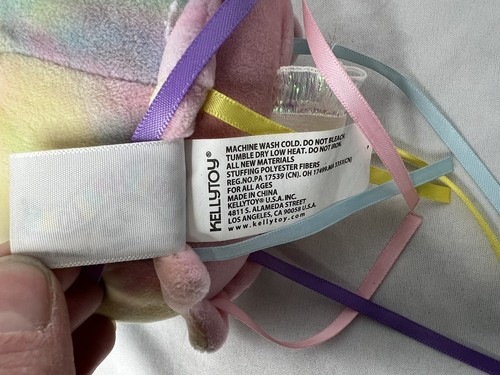 KELLYTOY®
MACHINE WASH COLD. DO NOT BLEACH.
TUMBLE DRY LOW HEAT. DO NOT IRON.
ALL NEW MATERIALS
STUFFING POLYESTER FIBERS
REG.NO.PA 17539 (CN). OH 17499.
FOR ALL AGES
MADE IN CHINA
KELLYTOY® U.S.A. INC.
4811 S. ALAMEDA STREET
LOS ANGELES, CA 90058 U.S.A.
www.kellytoy.com